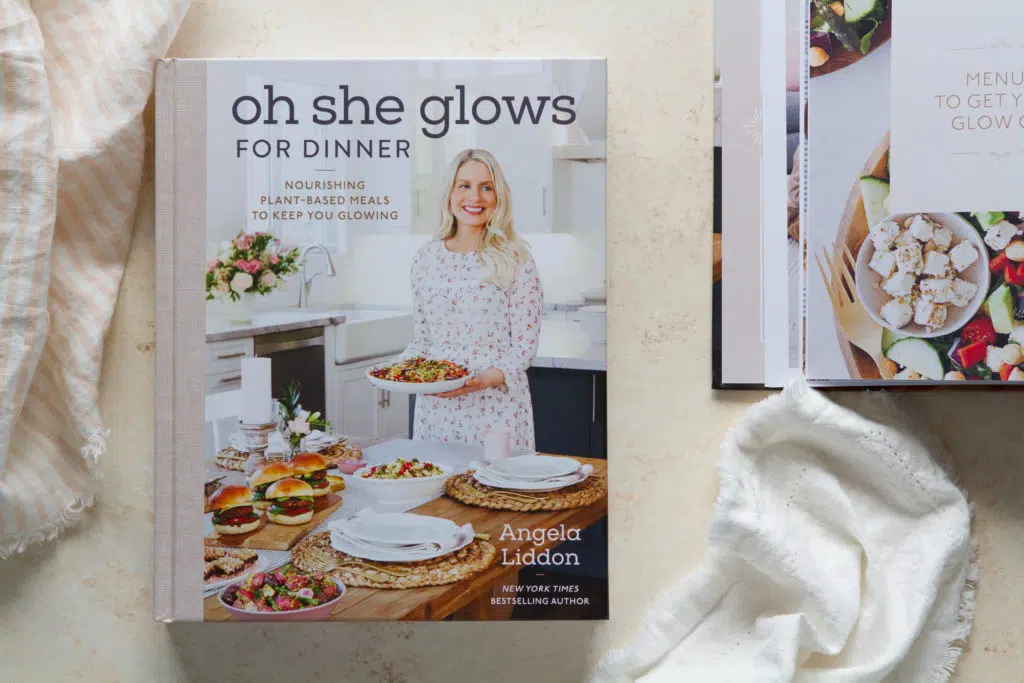 oh she glows
FOR DINNER
NOURISHING
PLANT-BASED MEALS
TO KEEP YOU GLOWING
Angela
Liddon
NEW YORK TIMES
BESTSELLING AUTHOR
MENU
TO GET
GLOW